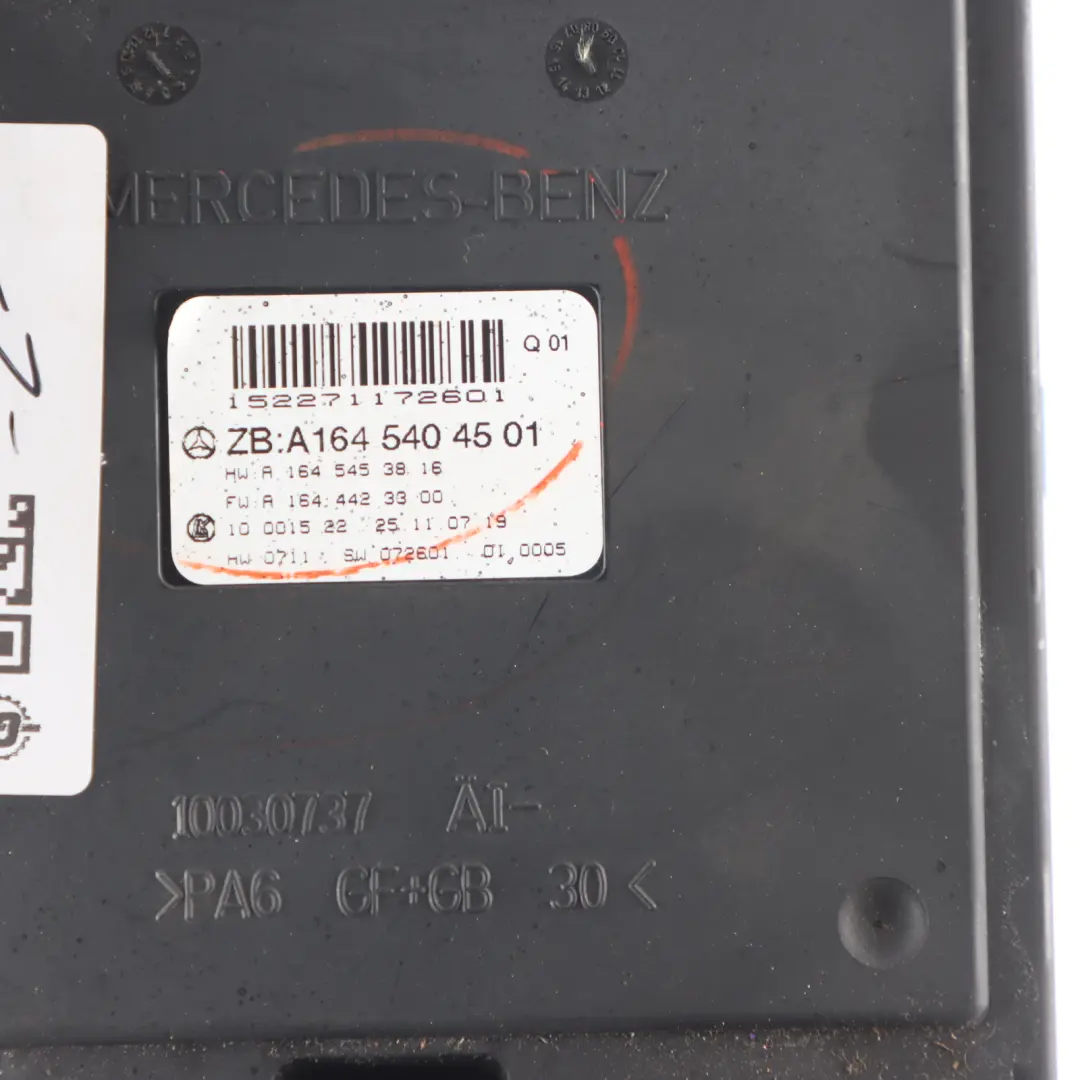 MERCEDES-BENZ
Q 01
152271172601
ZB:A164 540 45 01
HW A 164 545 38 16
FW:A 164 442 33 00
10 0015 22 25 11 07 19
HW 0711 SW 072601 01 0005
10030737 ÄI-
>PA6 GF+GB 30<